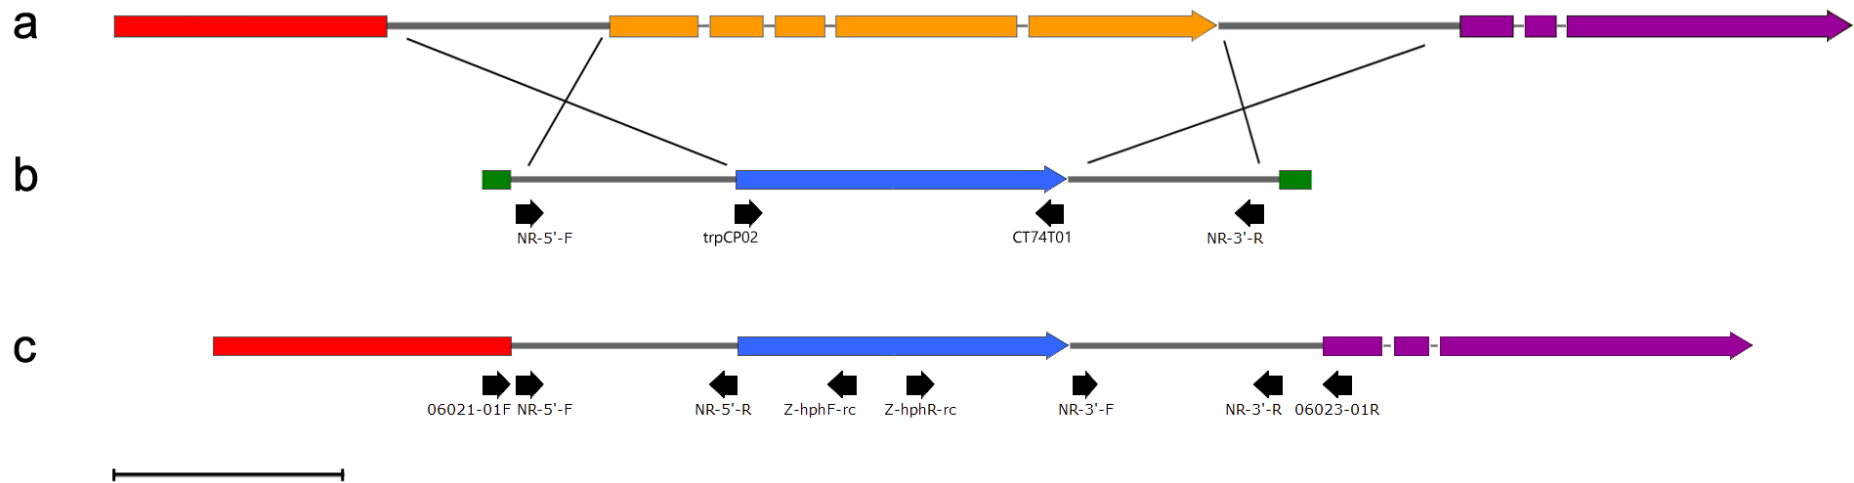 a
b
NR-5'-F
trpCP02
CT74T01
NR-3'-R
c
06021-01F
NR-5'-F
NR-5'-R
Z-hphF-rc
Z-hphR-rc
NR-3'-F
NR-3'-R
06023-01R